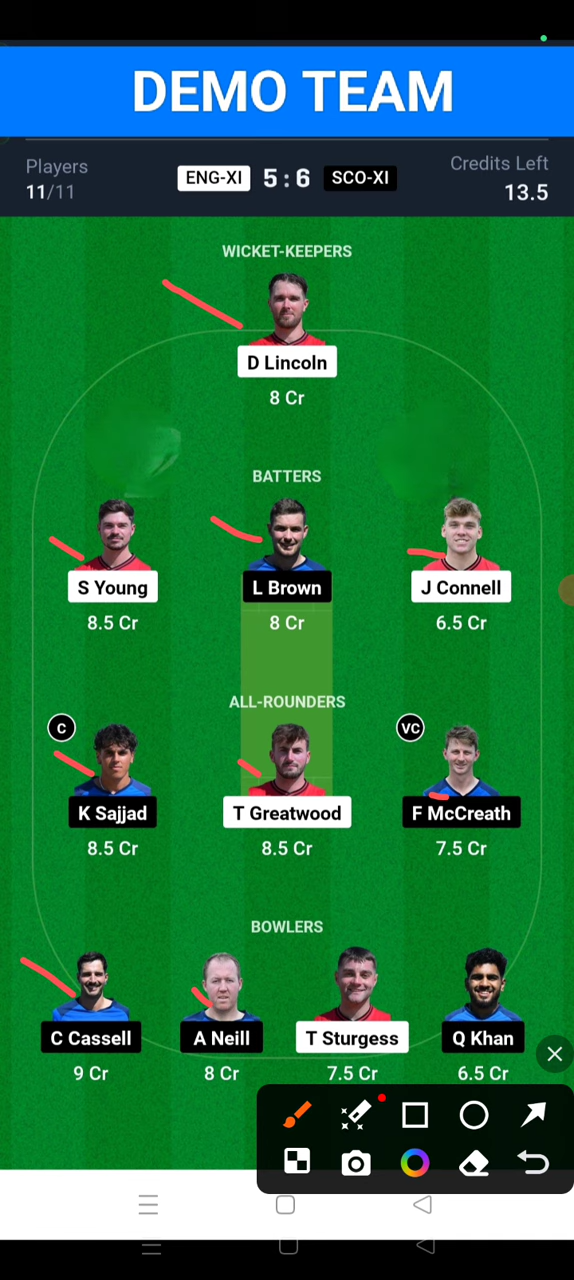 DEMO TEAM
Players
Credits Left
11/11
ENG-XI 5 : 6 SCO-XI
13.5
WICKET-KEEPERS
D Lincoln
8 Cr
BATTERS
S Young
L Brown
J Connell
8.5 Cr
8 Cr
6.5 Cr
ALL-ROUNDERS
C
VC
K Sajjad
T Greatwood
F McCreath
8.5 Cr
8.5 Cr
7.5 Cr
BOWLERS
C Cassell
A Neill
T Sturgess
Q Khan
9 Cr
8 Cr
7.5 Cr
6.5 Cr